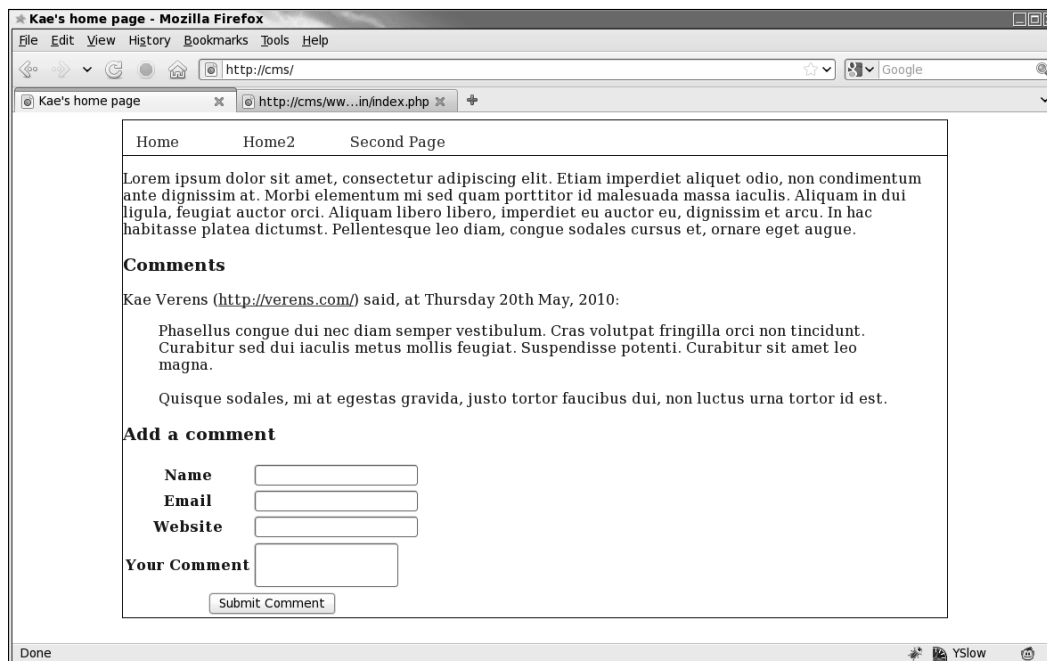 Kae's home page - Mozilla Firefox
File Edit View History Bookmarks Tools Help
http://cms/
Google
Kae's home page
http://cms/ww...in/index.php
Home Home2 Second Page
Lorem ipsum dolor sit amet, consectetur adipiscing elit. Etiam imperdiet aliquet odio, non condimentum
ante dignissim at. Morbi elementum mi sed quam porttitor id malesuada massa iaculis. Aliquam in dui
ligula, feugiat auctor orci. Aliquam libero libero, imperdiet eu auctor eu, dignissim et arcu. In hac
habitasse platea dictumst. Pellentesque leo diam, congue sodales cursus et, ornare eget augue.
Comments
Kae Verens (http://verens.com/) said, at Thursday 20th May, 2010:
Phasellus congue dui nec diam semper vestibulum. Cras volutpat fringilla orci non tincidunt.
Curabitur sed dui iaculis metus mollis feugiat. Suspendisse potenti. Curabitur sit amet leo
magna.
Quisque sodales, mi at egestas gravida, justo tortor faucibus dui, non luctus urna tortor id est.
Add a comment
Name
Email
Website
Your Comment
Submit Comment
Done YSlow